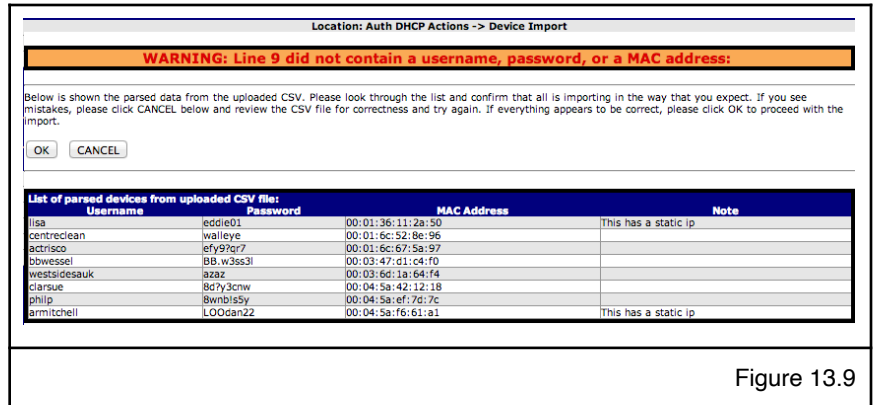 Location: Auth DHCP Actions -> Device Import
WARNING: Line 9 did not contain a username, password, or a MAC address:
Below is shown the parsed data from the uploaded CSV. Please look through the list and confirm that all is importing in the way that you expect. If you see
mistakes, please click CANCEL below and review the CSV file for correctness and try again. If everything appears to be correct, please click OK to proceed with the
import.
OK CANCEL
List of parsed devices from uploaded CSV file:
Username Password MAC Address Note
lisa eddie01 00:01:36:11:2a:50 This has a static ip
centreclean walleye 00:01:6c:52:8e:96
actrisco efy9?qr7 00:01:6c:67:5a:97
bbwessel BB.w3ss3l 00:03:47:d1:c4:f0
westsidesauk azaz 00:03:6d:1a:64:f4
clarsue 8d?y3cnw 00:04:5a:42:12:18
philp 8wnb!s5y 00:04:5a:ef:7d:7c
armitchell LOOdan22 00:04:5a:f6:61:a1 This has a static ip
Figure 13.9